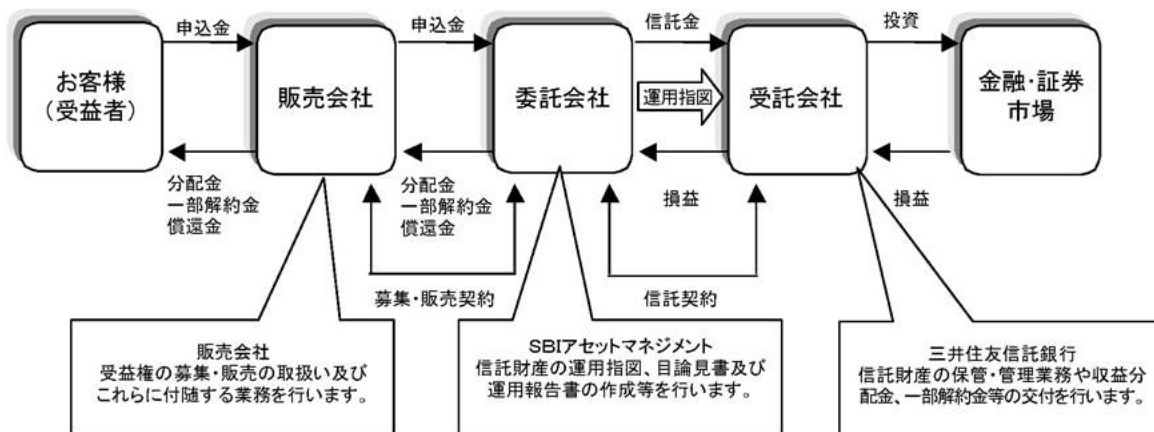 申込金
申込金
信託金
投資
お客様
（受益者）
販売会社
委託会社
運用指図
受託会社
金融・証券
市場
分配金
一部解約金
償還金
分配金
一部解約金
償還金
損益
損益
募集・販売契約
信託契約
販売会社
受益権の募集・販売の取扱い及び
これらに付随する業務を行います。
SBIアセットマネジメント
信託財産の運用指図、目論見書及び
運用報告書の作成等を行います。
三井住友信託銀行
信託財産の保管・管理業務や収益分
配金、一部解約金等の交付を行います。